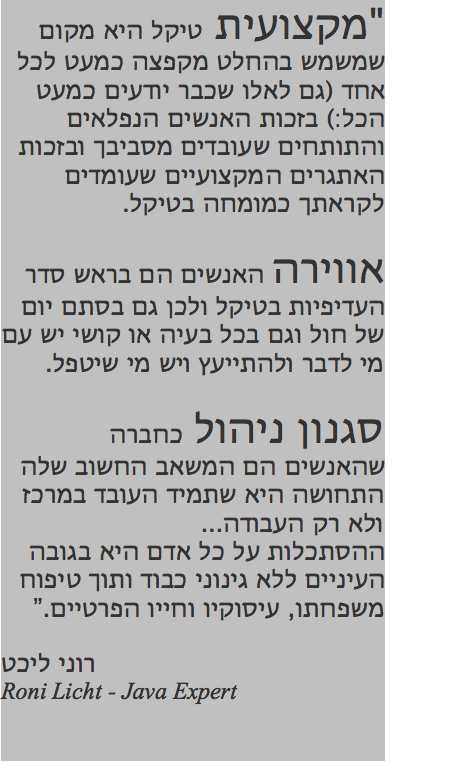 "מקצועית טיקל היא מקום
שמשמש בהחלט מקפצה כמעט לכל
אחד (גם לאלו שכבר יודעים כמעט
הכל:) בזכות האנשים הנפלאים
והתותחים שעובדים מסביבך ובזכות
האתגרים המקצועיים שעומדים
לקראתך כמומחה בטיקל.
אווירה האנשים הם בראש סדר
העדיפיות בטיקל ולכן גם בסתם יום
של חול וגם בכל בעיה או קושי יש עם
מי לדבר ולהתייעץ ויש מי שיטפל.
סגנון ניהול כחברה
שהאנשים הם המשאב החשוב שלה
התחושה היא שתמיד העובד במרכז
ולא רק העבודה...
ההסתכלות על כל אדם היא בגובה
העיניים ללא גינוני כבוד ותוך טיפוח
משפחתו, עיסוקיו וחייו הפרטיים.”
רוני ליכט
Roni Licht - Java Expert